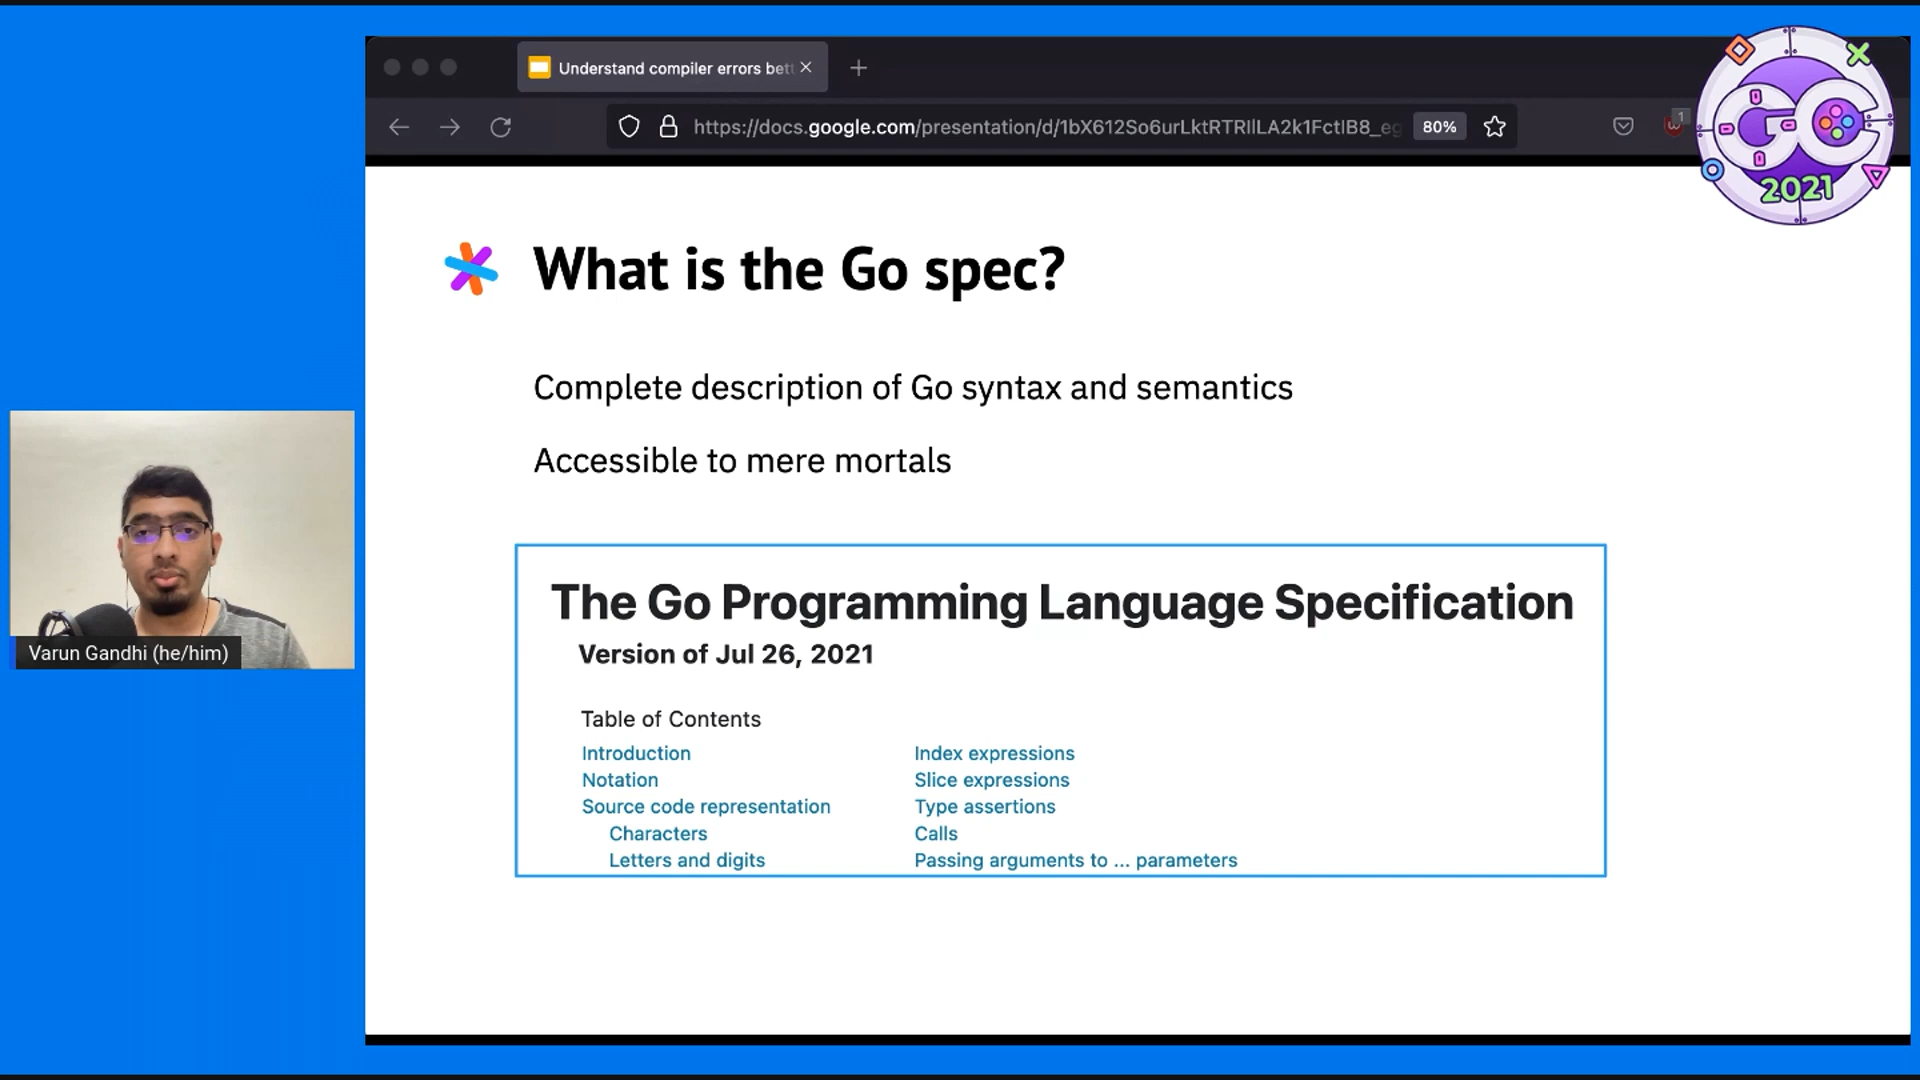 Understand compiler errors bett
https://docs.google.com/presentation/d/1bX612So6urLktRTRIlLA2k1FctIB8_eg
80%
1
GC
2021
What is the Go spec?
Complete description of Go syntax and semantics
Accessible to mere mortals
The Go Programming Language Specification
Version of Jul 26, 2021
Table of Contents
Introduction
Notation
Source code representation
Characters
Letters and digits
Index expressions
Slice expressions
Type assertions
Calls
Passing arguments to ... parameters
Varun Gandhi (he/him)